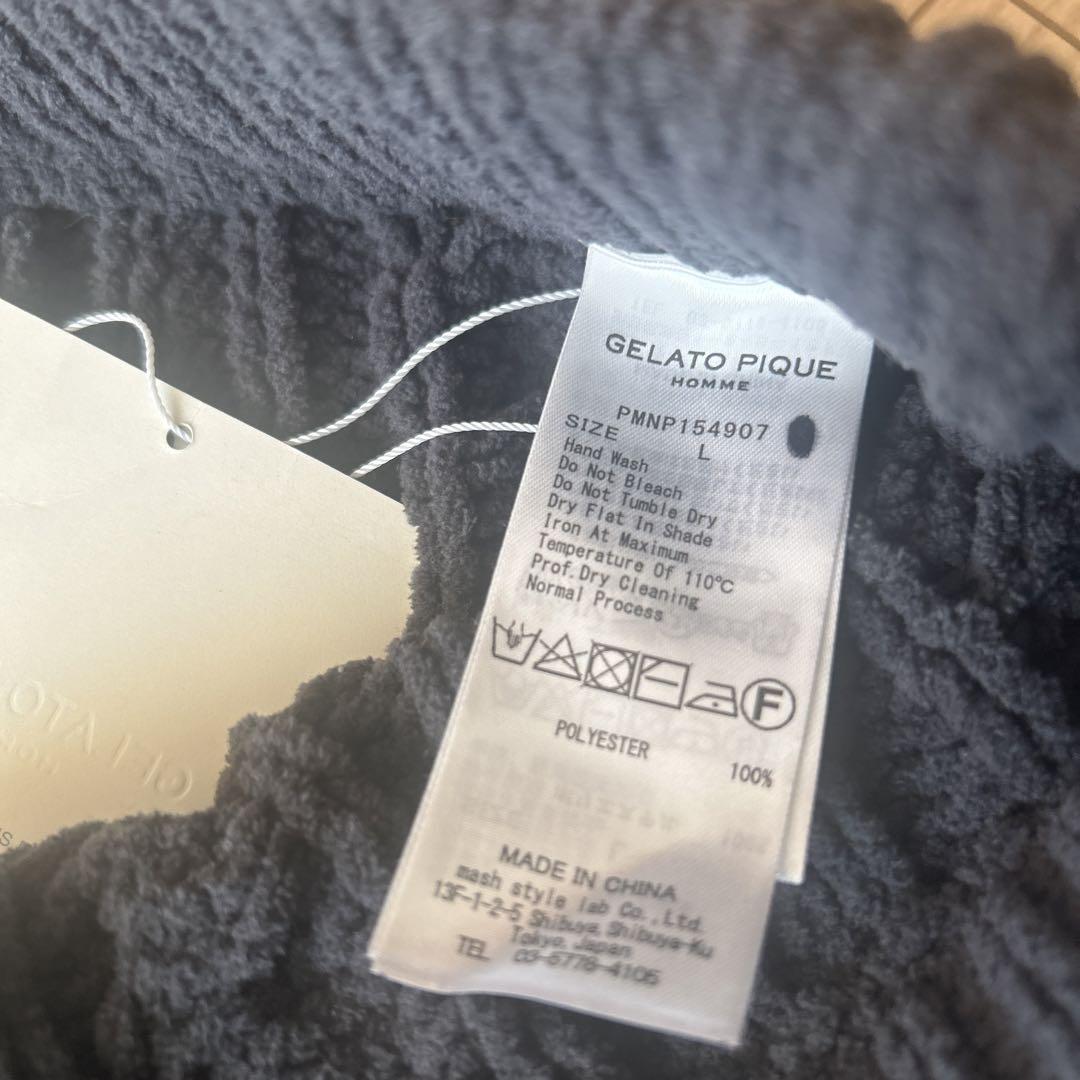 GELATO PIQUE
HOMME
PMNP154907
SIZE L
Hand Wash
Do Not Bleach
Do Not Tumble Dry
Dry Flat In Shade
Iron At Maximum
Temperature Of 110℃
Prof.Dry Cleaning
Normal Process
F
POLYESTER
100%
MADE IN CHINA
mash style lab Co.,Ltd.
13F-1-2-5 Shibuya Shibuya-Ku
Tokyo Japan
TEL 03-5778-4105